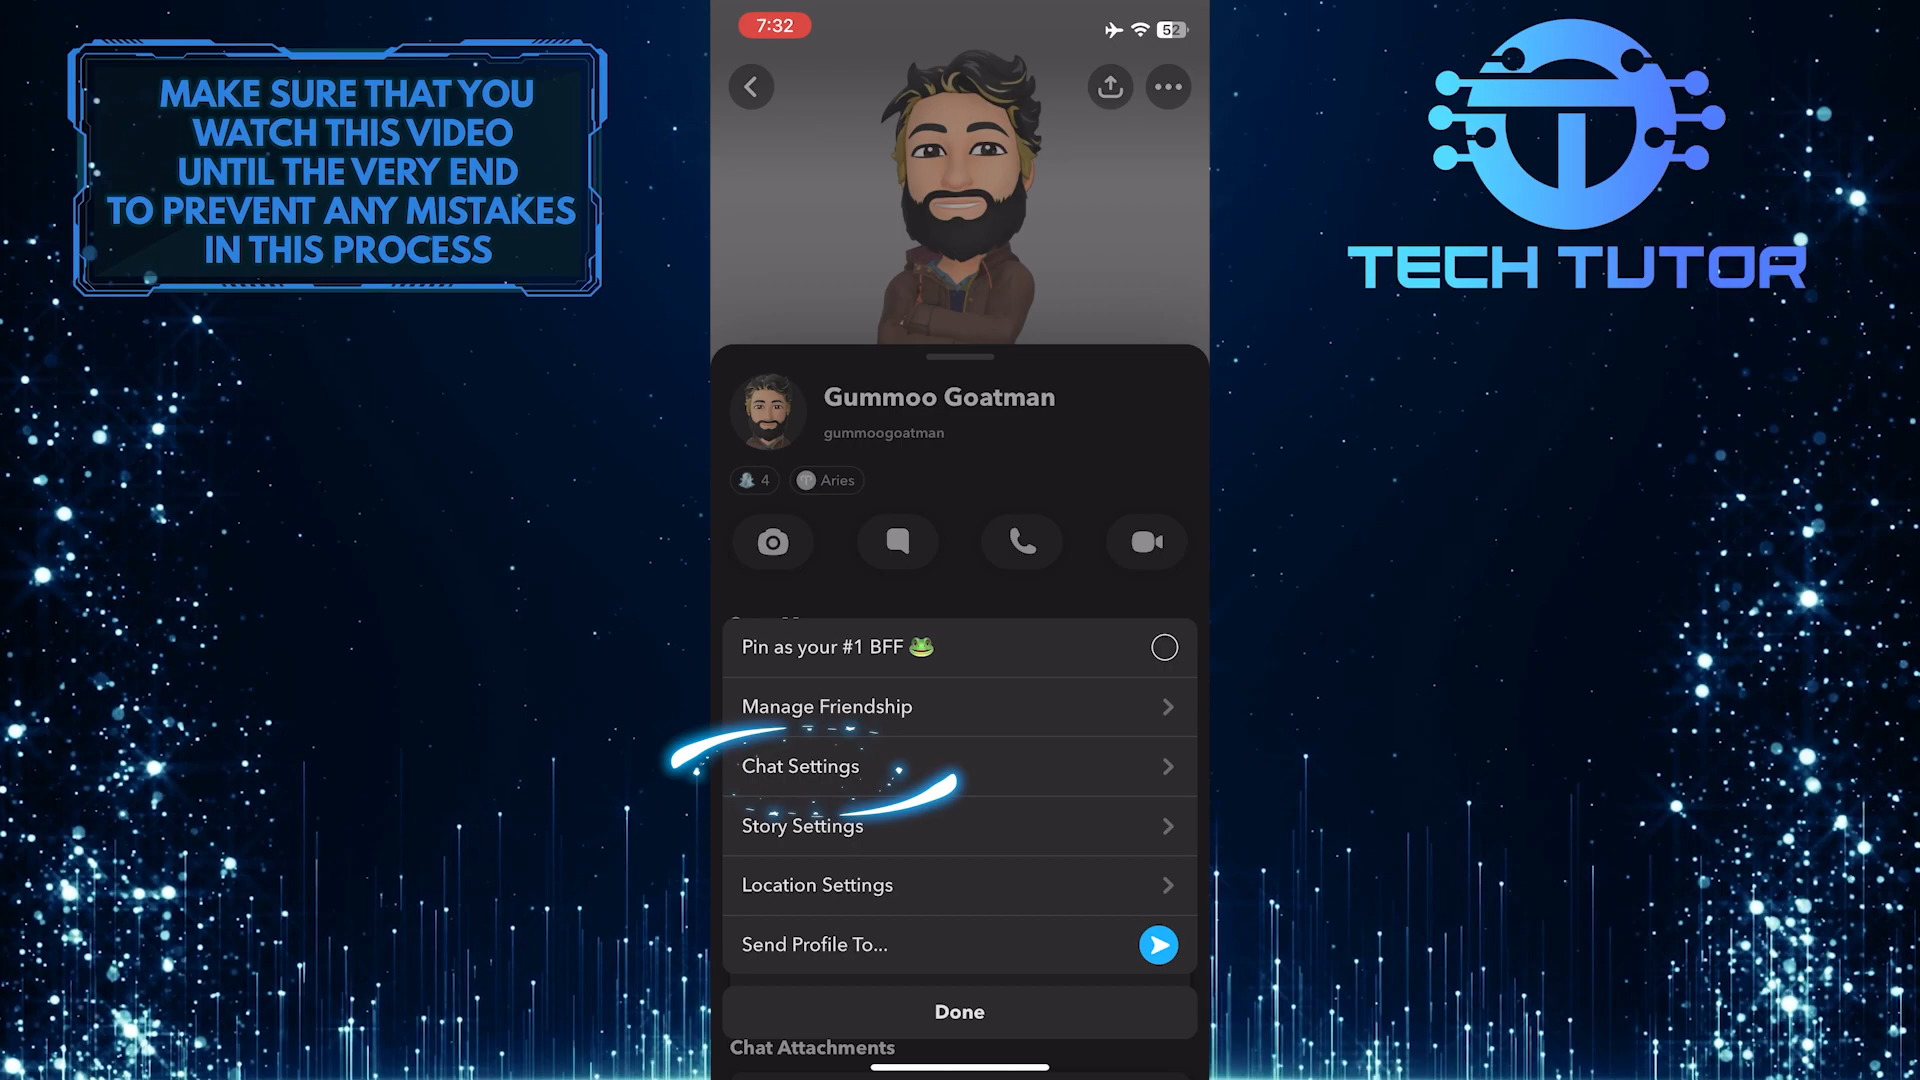 MAKE SURE THAT YOU
WATCH THIS VIDEO
UNTIL THE VERY END
TO PREVENT ANY MISTAKES
IN THIS PROCESS
7:32
52
TECH TUTOR
Gummoo Goatman
gummoogoatman
4
Aries
Pin as your #1 BFF 🐸
Manage Friendship
Chat Settings
Story Settings
Location Settings
Send Profile To...
Done
Chat Attachments